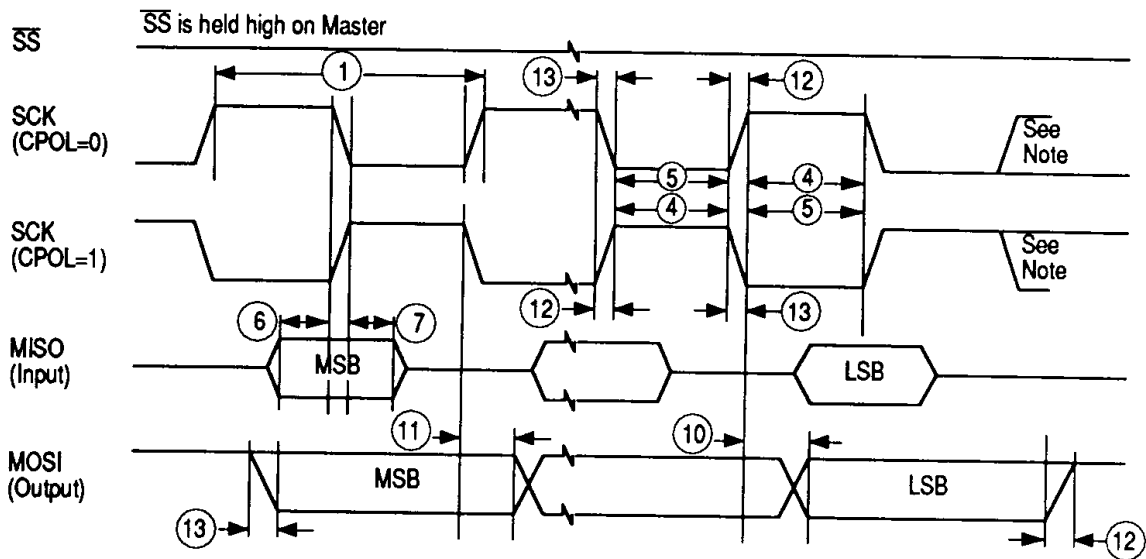 S̅S̅ is held high on Master
S̅S̅
1
13
12
SCK
(CPOL=0)
See
Note
5
4
4
5
SCK
(CPOL=1)
See
Note
12
13
6
7
MISO
(Input)
MSB
LSB
11
10
MOSI
(Output)
MSB
LSB
13
12